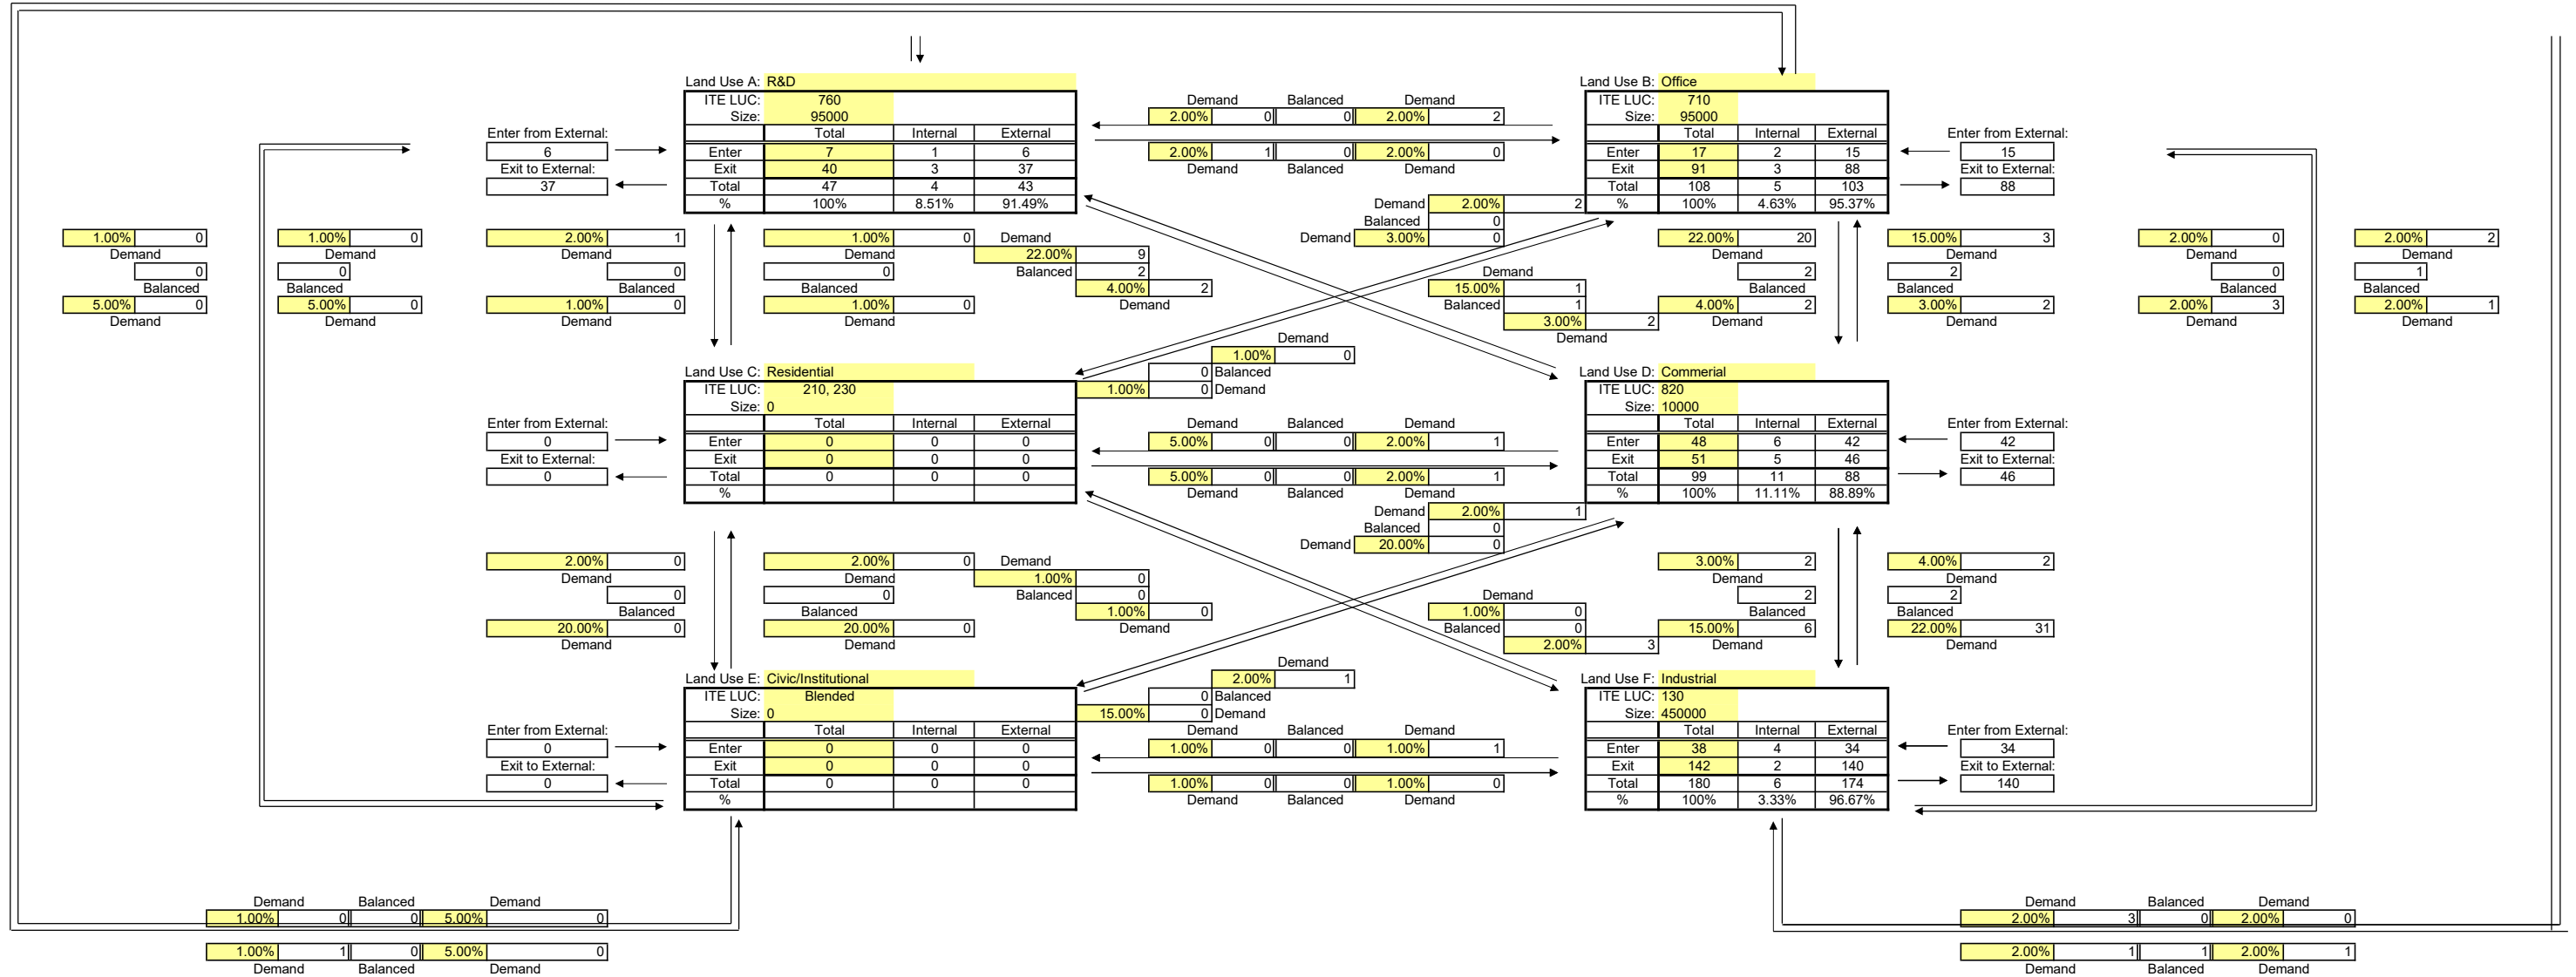 Land Use A: R&D
ITE LUC: 760
Size: 95000
Total Internal External
Enter 7 1 6
Exit 40 3 37
Total 47 4 43
% 100% 8.51% 91.49%
Enter from External:
6
Exit to External:
37
Demand Balanced Demand
2.00% 0 0 2.00% 2
2.00% 1 0 2.00% 0
Demand Balanced Demand
Land Use B: Office
ITE LUC: 710
Size: 95000
Total Internal External
Enter 17 2 15
Exit 91 3 88
Total 108 5 103
% 100% 4.63% 95.37%
Enter from External:
15
Exit to External:
88
Demand 2.00% 2
Balanced 0
Demand 3.00% 0
1.00% 0
Demand
0
Balanced
5.00% 0
Demand
1.00% 0
Demand
0
Balanced
5.00% 0
Demand
2.00% 1
Demand
0
Balanced
1.00% 0
Demand
1.00% 0
Demand
0
Balanced
1.00% 0
Demand
Demand
22.00% 9
Balanced 2
4.00% 2
Demand
Demand
15.00% 1
Balanced 1
3.00% 2
Demand
22.00% 20
Demand
2
Balanced
4.00% 2
Demand
15.00% 3
Demand
2
Balanced
3.00% 2
Demand
2.00% 0
Demand
0
Balanced
2.00% 3
Demand
2.00% 2
Demand
1
Balanced
2.00% 1
Demand
Demand
1.00% 0
0 Balanced
1.00% 0 Demand
Land Use C: Residential
ITE LUC: 210, 230
Size: 0
Total Internal External
Enter 0 0 0
Exit 0 0 0
Total 0 0 0
%
Enter from External:
0
Exit to External:
0
Demand Balanced Demand
5.00% 0 0 2.00% 1
5.00% 0 0 2.00% 1
Demand Balanced Demand
Land Use D: Commerial
ITE LUC: 820
Size: 10000
Total Internal External
Enter 48 6 42
Exit 51 5 46
Total 99 11 88
% 100% 11.11% 88.89%
Enter from External:
42
Exit to External:
46
Demand 2.00% 1
Balanced 0
Demand 20.00% 0
2.00% 0
Demand
0
Balanced
20.00% 0
Demand
2.00% 0
Demand
0
Balanced
20.00% 0
Demand
Demand
1.00% 0
Balanced 0
1.00% 0
Demand
Demand
1.00% 0
Balanced 0
2.00% 3
3.00% 2
Demand
2
Balanced
15.00% 6
Demand
4.00% 2
Demand
2
Balanced
22.00% 31
Demand
Demand
2.00% 1
0 Balanced
15.00% 0 Demand
Land Use E: Civic/Institutional
ITE LUC: Blended
Size: 0
Total Internal External
Enter 0 0 0
Exit 0 0 0
Total 0 0 0
%
Enter from External:
0
Exit to External:
0
Demand Balanced Demand
1.00% 0 0 1.00% 1
1.00% 0 0 1.00% 0
Demand Balanced Demand
Land Use F: Industrial
ITE LUC: 130
Size: 450000
Total Internal External
Enter 38 4 34
Exit 142 2 140
Total 180 6 174
% 100% 3.33% 96.67%
Enter from External:
34
Exit to External:
140
Demand Balanced Demand
1.00% 0 0 5.00% 0
1.00% 1 0 5.00% 0
Demand Balanced Demand
Demand Balanced Demand
2.00% 3 0 2.00% 0
2.00% 1 1 2.00% 1
Demand Balanced Demand